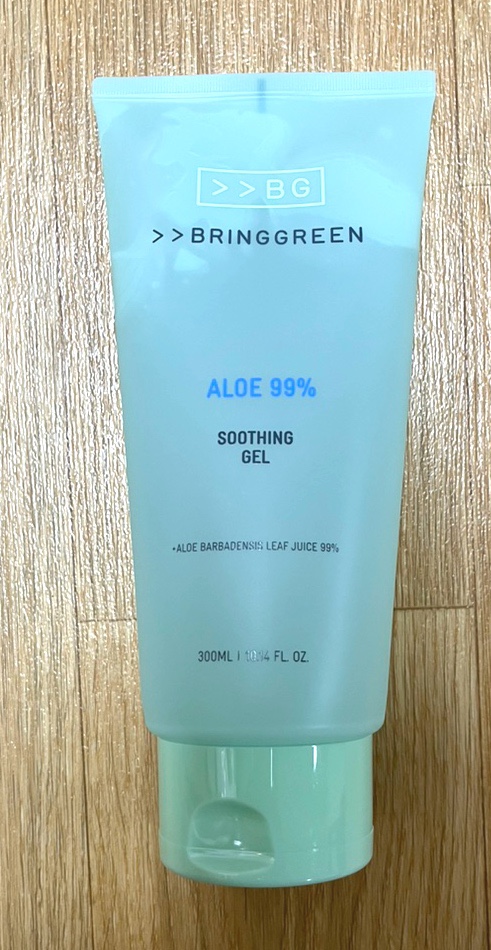 >>BG
>>BRINGGREEN
ALOE 99%
SOOTHING
GEL
•ALOE BARBADENSIS LEAF JUICE 99%
300ML | 10.14 FL. OZ.